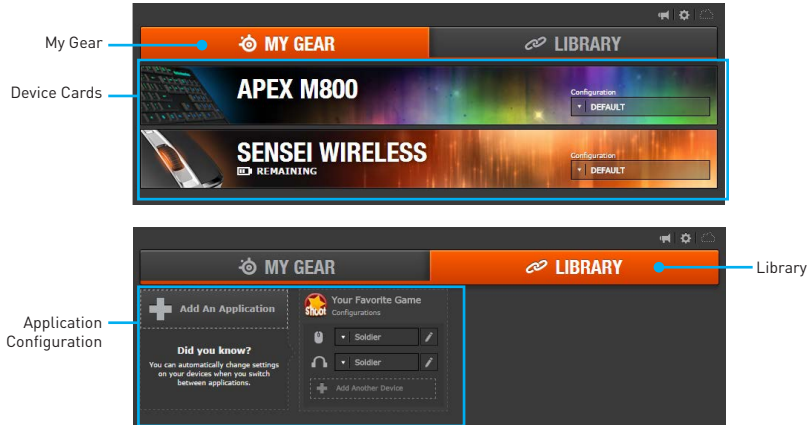 My Gear
MY GEAR
LIBRARY
Device Cards
APEX M800
Configuration
DEFAULT
SENSEI WIRELESS
REMAINING
Configuration
DEFAULT
MY GEAR
LIBRARY
Library
Application
Configuration
Add An Application
Did you know?
You can automatically change settings
on your devices when you switch
between applications.
Shoot
Your Favorite Game
Configurations
Soldier
Soldier
Add Another Device